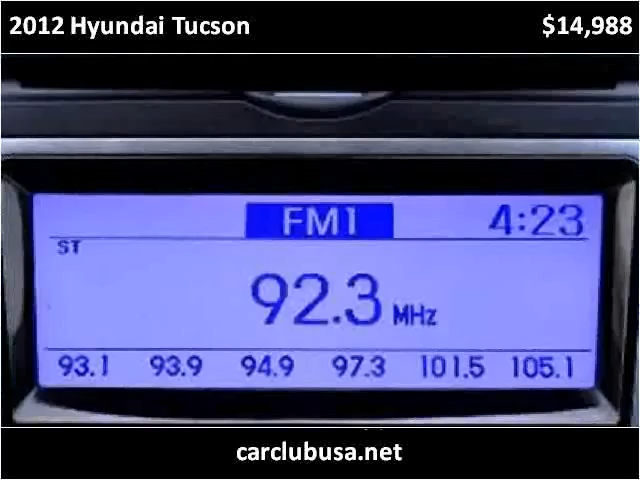 2012 Hyundai Tucson $14,988
FM1 4:23
ST
92.3 MHz
93.1 93.9 94.9 97.3 101.5 105.1
carclubusa.net